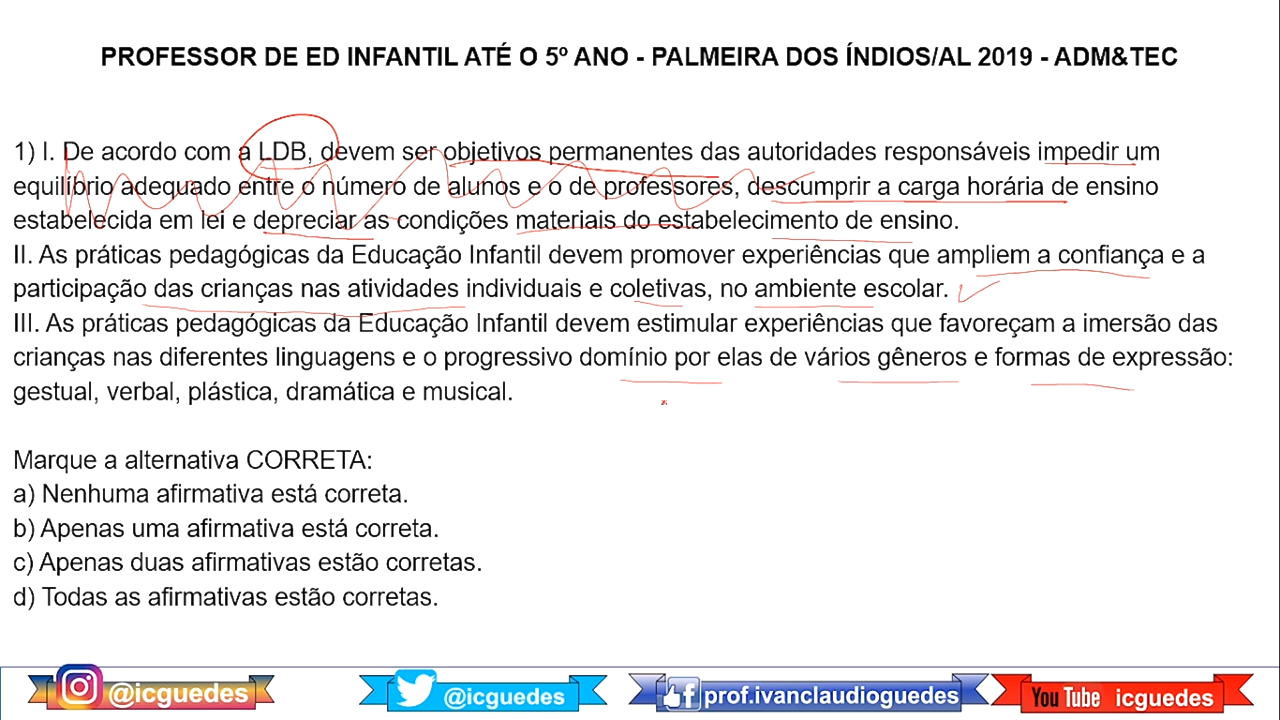 PROFESSOR DE ED INFANTIL ATÉ O 5º ANO - PALMEIRA DOS ÍNDIOS/AL 2019 - ADM&TEC
1) I. De acordo com a LDB, devem ser objetivos permanentes das autoridades responsáveis impedir um
equilíbrio adequado entre o número de alunos e o de professores, descumprir a carga horária de ensino
estabelecida em lei e depreciar as condições materiais do estabelecimento de ensino.
II. As práticas pedagógicas da Educação Infantil devem promover experiências que ampliem a confiança e a
participação das crianças nas atividades individuais e coletivas, no ambiente escolar.
III. As práticas pedagógicas da Educação Infantil devem estimular experiências que favoreçam a imersão das
crianças nas diferentes linguagens e o progressivo domínio por elas de vários gêneros e formas de expressão:
gestual, verbal, plástica, dramática e musical.
Marque a alternativa CORRETA:
a) Nenhuma afirmativa está correta.
b) Apenas uma afirmativa está correta.
c) Apenas duas afirmativas estão corretas.
d) Todas as afirmativas estão corretas.
@icguedes @icguedes prof.ivanclaudioguedes You Tube icguedes